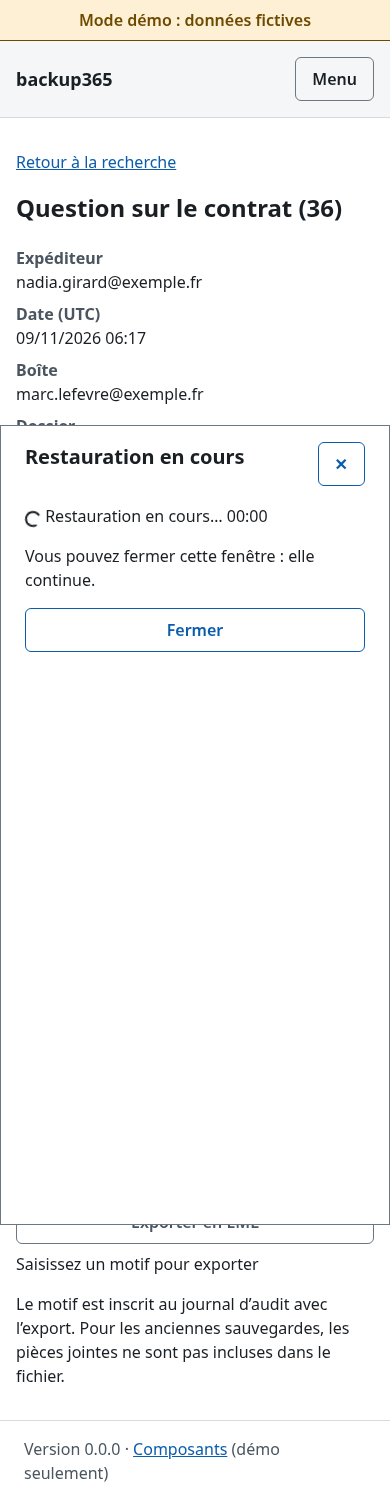 Mode démo : données fictives
backup365
Menu
Retour à la recherche
Question sur le contrat (36)
Expéditeur
nadia.girard@exemple.fr
Date (UTC)
09/11/2026 06:17
Boîte
marc.lefevre@exemple.fr
Dossier
Restauration en cours
×
Restauration en cours… 00:00
Vous pouvez fermer cette fenêtre : elle
continue.
Fermer
Exporter en EML
Saisissez un motif pour exporter
Le motif est inscrit au journal d’audit avec
l’export. Pour les anciennes sauvegardes, les
pièces jointes ne sont pas incluses dans le
fichier.
Version 0.0.0 · Composants (démo
seulement)